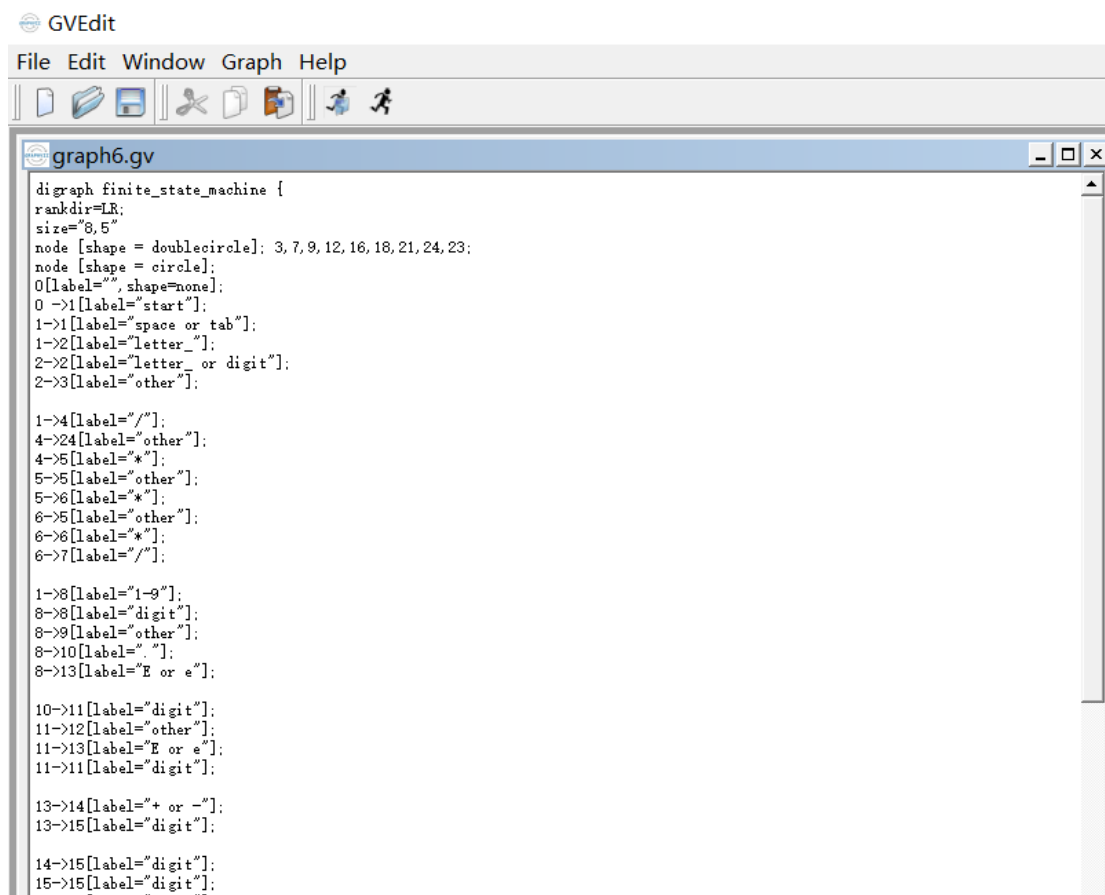 GVEdit
File Edit Window Graph Help
graph6.gv
digraph finite_state_machine {
rankdir=LR;
size="8,5"
node [shape = doublecircle]; 3,7,9,12,16,18,21,24,23;
node [shape = circle];
0[label="",shape=none];
0 ->1[label="start"];
1->1[label="space or tab"];
1->2[label="letter_"];
2->2[label="letter_ or digit"];
2->3[label="other"];
1->4[label="/"];
4->24[label="other"];
4->5[label="*"];
5->5[label="other"];
5->6[label="*"];
6->5[label="other"];
6->6[label="*"];
6->7[label="/"];
1->8[label="1-9"];
8->8[label="digit"];
8->9[label="other"];
8->10[label="."];
8->13[label="E or e"];
10->11[label="digit"];
11->12[label="other"];
11->13[label="E or e"];
11->11[label="digit"];
13->14[label="+ or -"];
13->15[label="digit"];
14->15[label="digit"];
15->15[label="digit"];